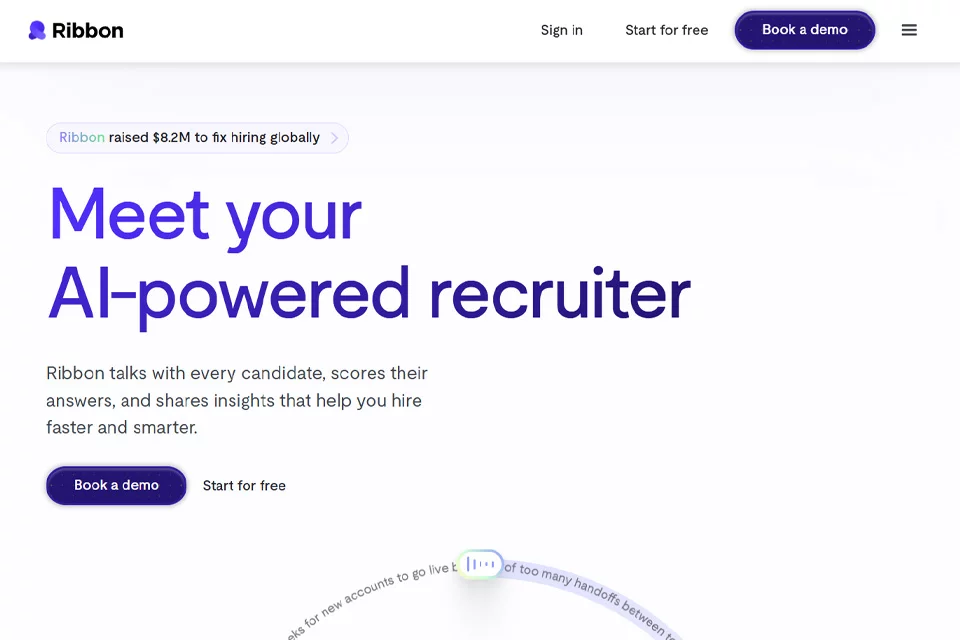 Ribbon
Sign in
Start for free
Book a demo
Ribbon raised $8.2M to fix hiring globally
Meet your
AI-powered recruiter
Ribbon talks with every candidate, scores their
answers, and shares insights that help you hire
faster and smarter.
Book a demo
Start for free
for new accounts to go live
of too many handoffs between